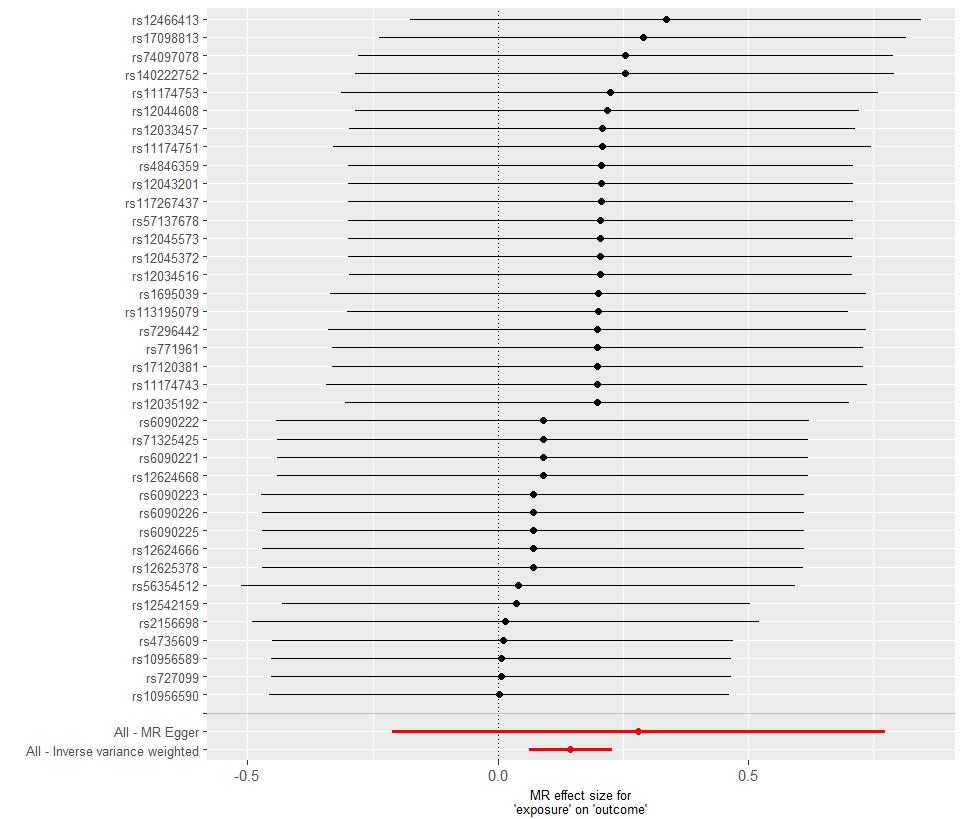 rs12466413
rs17098813
rs74097078
rs140222752
rs11174753
rs12044608
rs12033457
rs11174751
rs4846359
rs12043201
rs117267437
rs57137678
rs12045573
rs12045372
rs12034516
rs1695039
rs113195079
rs7296442
rs771961
rs17120381
rs11174743
rs12035192
rs6090222
rs71325425
rs6090221
rs12624668
rs6090223
rs6090226
rs6090225
rs12624666
rs12625378
rs56354512
rs12542159
rs2156698
rs4735609
rs10956589
rs727099
rs10956590
All - MR Egger
All - Inverse variance weighted
-0.5 0.0 0.5
MR effect size for
'exposure' on 'outcome'